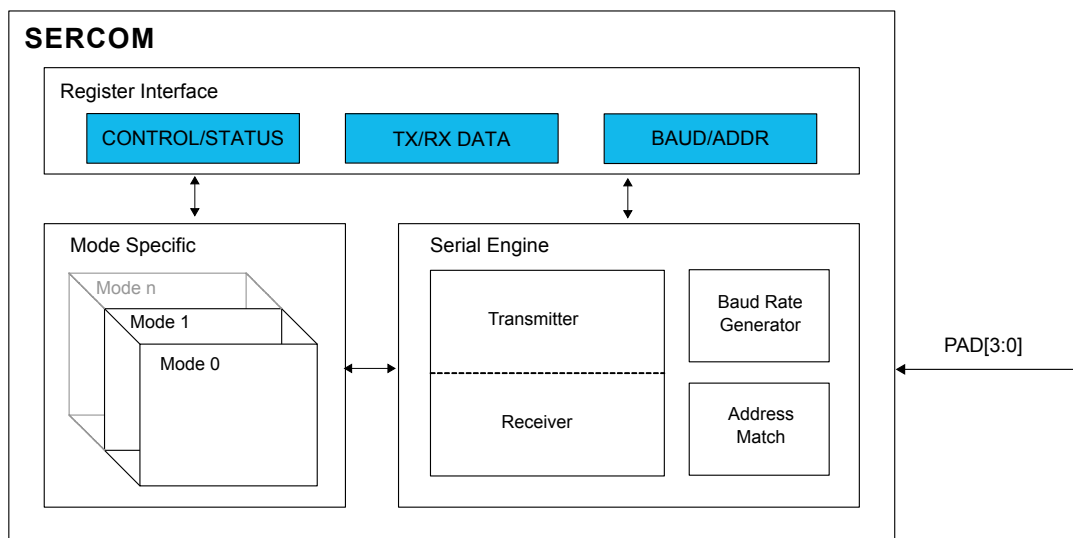 SERCOM
Register Interface
CONTROL/STATUS
TX/RX DATA
BAUD/ADDR
Mode Specific
Mode n
Mode 1
Mode 0
Serial Engine
Transmitter
Receiver
Baud Rate
Generator
Address
Match
PAD[3:0]